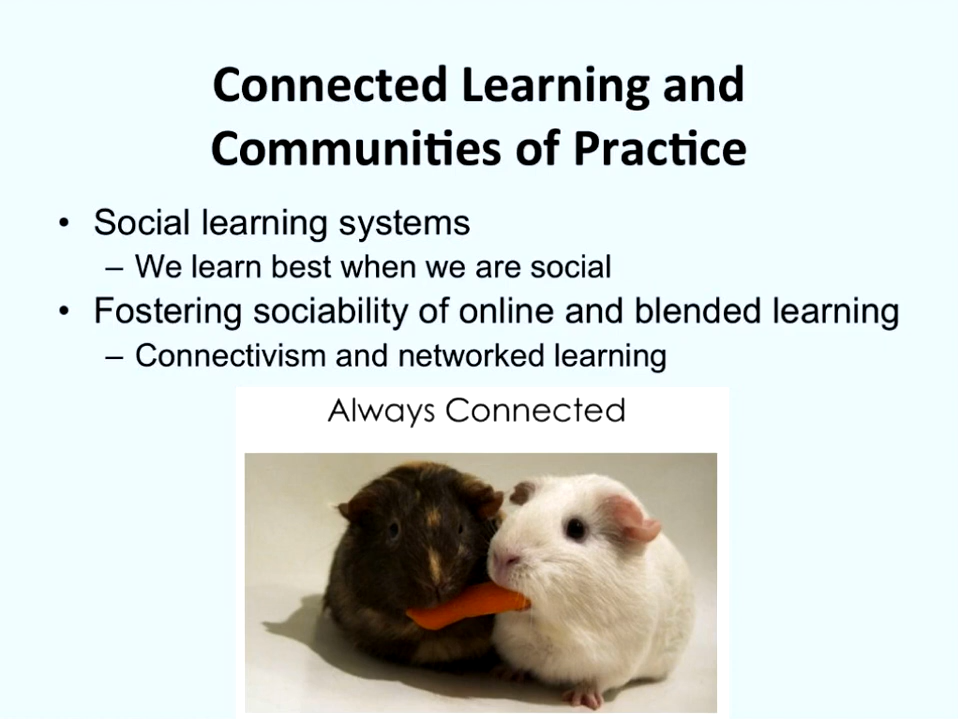 Connected Learning and
Communities of Practice
• Social learning systems
– We learn best when we are social
• Fostering sociability of online and blended learning
– Connectivism and networked learning
Always Connected